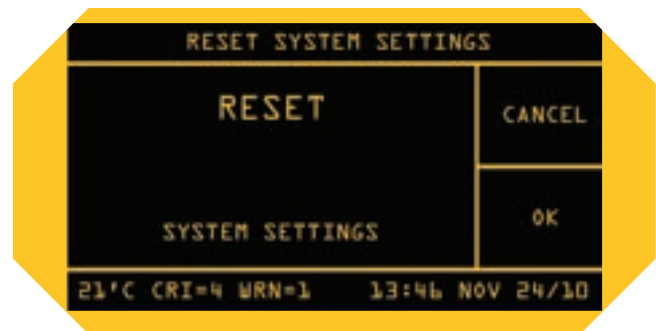 RESET SYSTEM SETTINGS
RESET
CANCEL
SYSTEM SETTINGS
OK
21'C CRI=4 WRN=1 13:46 NOV 24/10